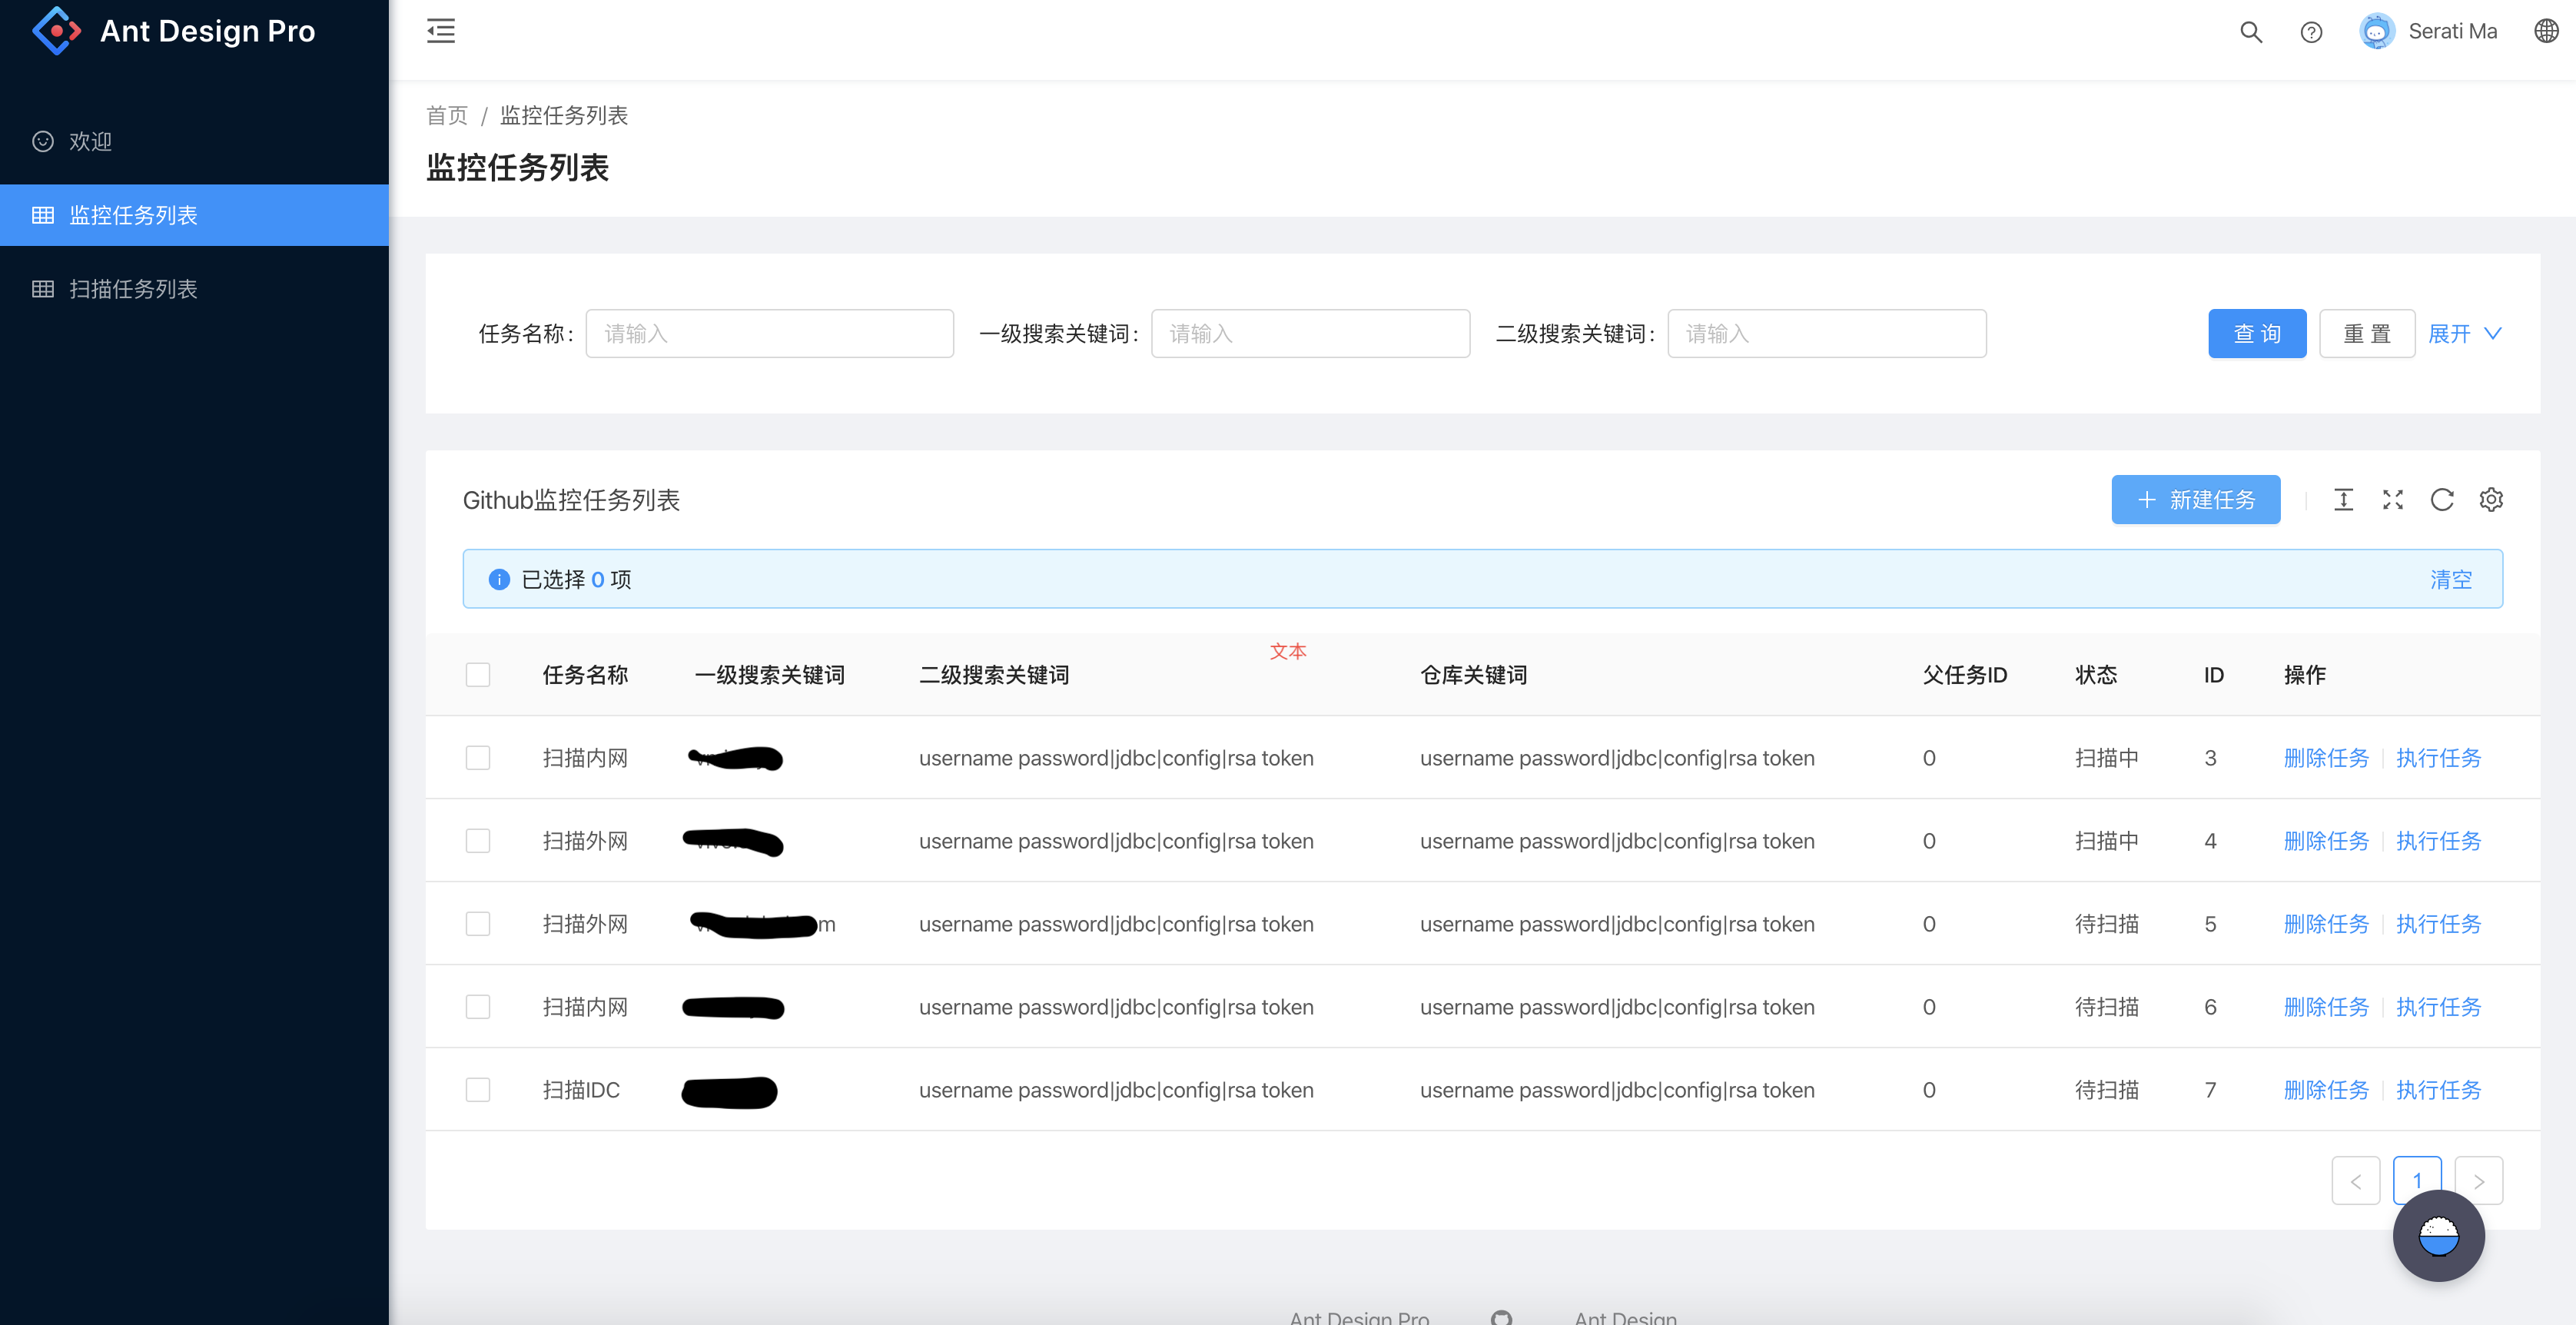 Ant Design Pro
Serati Ma
首页 / 监控任务列表
监控任务列表
欢迎
监控任务列表
扫描任务列表
任务名称: 请输入 一级搜索关键词: 请输入 二级搜索关键词: 请输入 查 询 重 置 展开
Github监控任务列表 新建任务
已选择 0 项 清空
文本
任务名称 一级搜索关键词 二级搜索关键词 仓库关键词 父任务ID 状态 ID 操作
扫描内网 username password|jdbc|config|rsa token username password|jdbc|config|rsa token 0 扫描中 3 删除任务 执行任务
扫描外网 username password|jdbc|config|rsa token username password|jdbc|config|rsa token 0 扫描中 4 删除任务 执行任务
扫描外网 m username password|jdbc|config|rsa token username password|jdbc|config|rsa token 0 待扫描 5 删除任务 执行任务
扫描内网 username password|jdbc|config|rsa token username password|jdbc|config|rsa token 0 待扫描 6 删除任务 执行任务
扫描IDC username password|jdbc|config|rsa token username password|jdbc|config|rsa token 0 待扫描 7 删除任务 执行任务
< 1 >
Ant Design Pro Ant Design